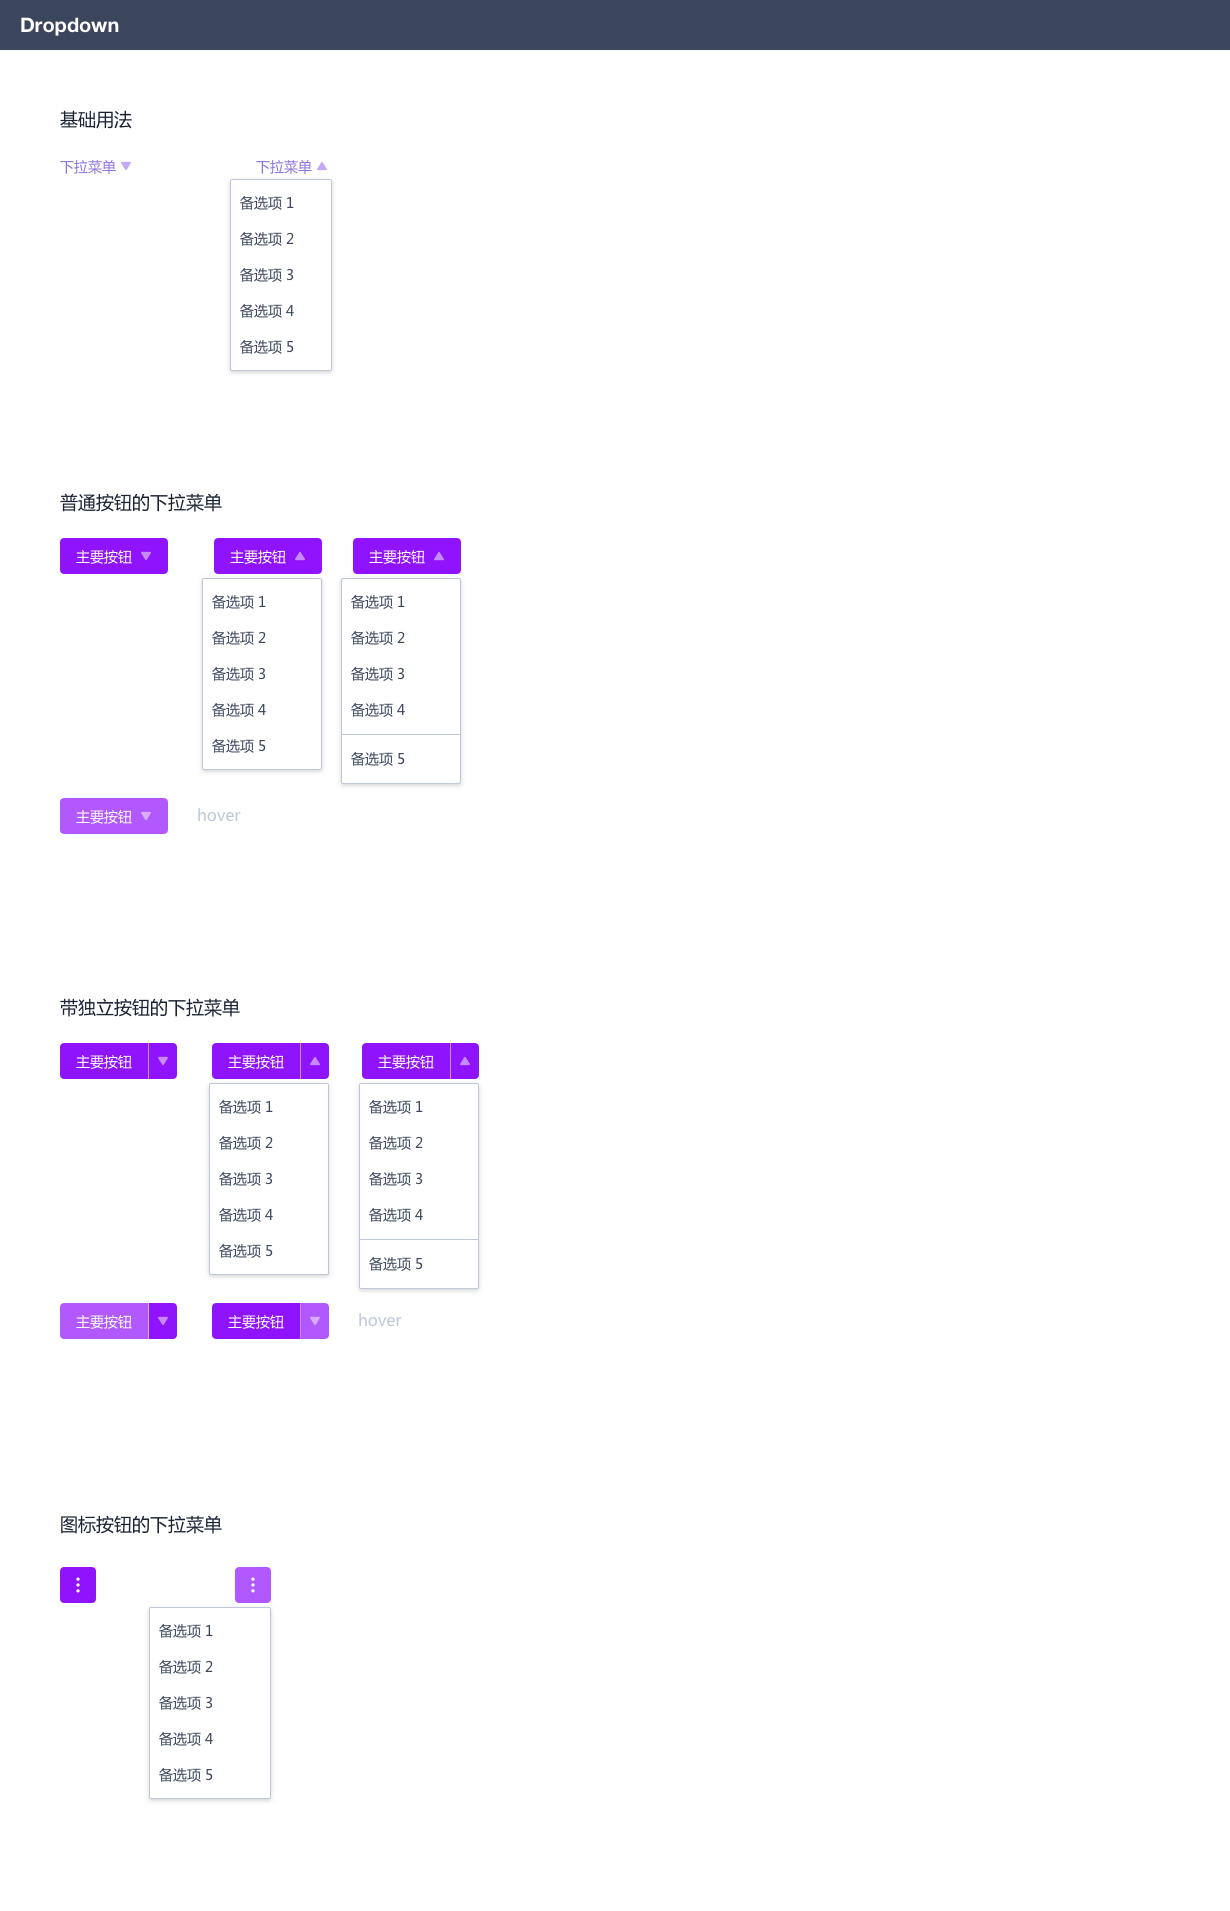 Dropdown
基础用法
下拉菜单 下拉菜单
备选项 1
备选项 2
备选项 3
备选项 4
备选项 5
普通按钮的下拉菜单
主要按钮 主要按钮 主要按钮
备选项 1 备选项 1
备选项 2 备选项 2
备选项 3 备选项 3
备选项 4 备选项 4
备选项 5 备选项 5
主要按钮 hover
带独立按钮的下拉菜单
主要按钮 主要按钮 主要按钮
备选项 1 备选项 1
备选项 2 备选项 2
备选项 3 备选项 3
备选项 4 备选项 4
备选项 5 备选项 5
主要按钮 主要按钮 hover
图标按钮的下拉菜单
备选项 1
备选项 2
备选项 3
备选项 4
备选项 5